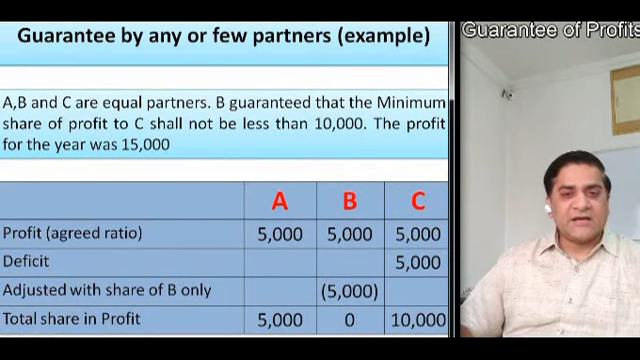 Guarantee by any or few partners (example)
Guarantee of Profits
A,B and C are equal partners. B guaranteed that the Minimum
share of profit to C shall not be less than 10,000. The profit
for the year was 15,000
A B C
Profit (agreed ratio) 5,000 5,000 5,000
Deficit 5,000
Adjusted with share of B only (5,000)
Total share in Profit 5,000 0 10,000